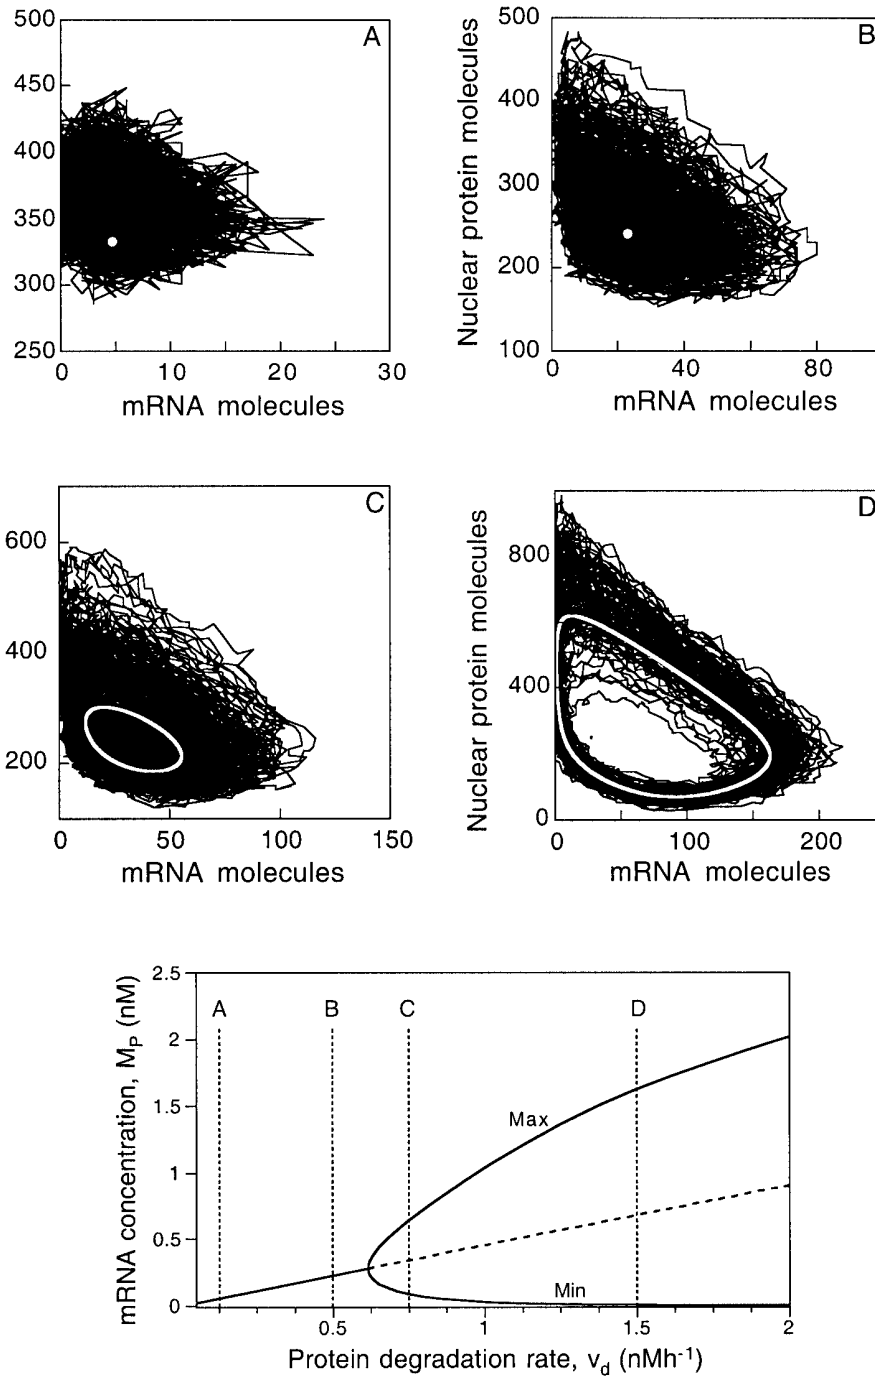 500
450
400
350
300
250
A
0 10 20 30
mRNA molecules
Nuclear protein molecules
500
400
300
200
100
B
0 40 80
mRNA molecules
600
400
200
C
0 50 100 150
mRNA molecules
Nuclear protein molecules
800
400
0
D
0 100 200
mRNA molecules
mRNA concentration, Mₚ (nM)
2.5
2
1.5
1
0.5
0
A B C D
Max
Min
0.5 1 1.5 2
Protein degradation rate, v_d (nMh⁻¹)